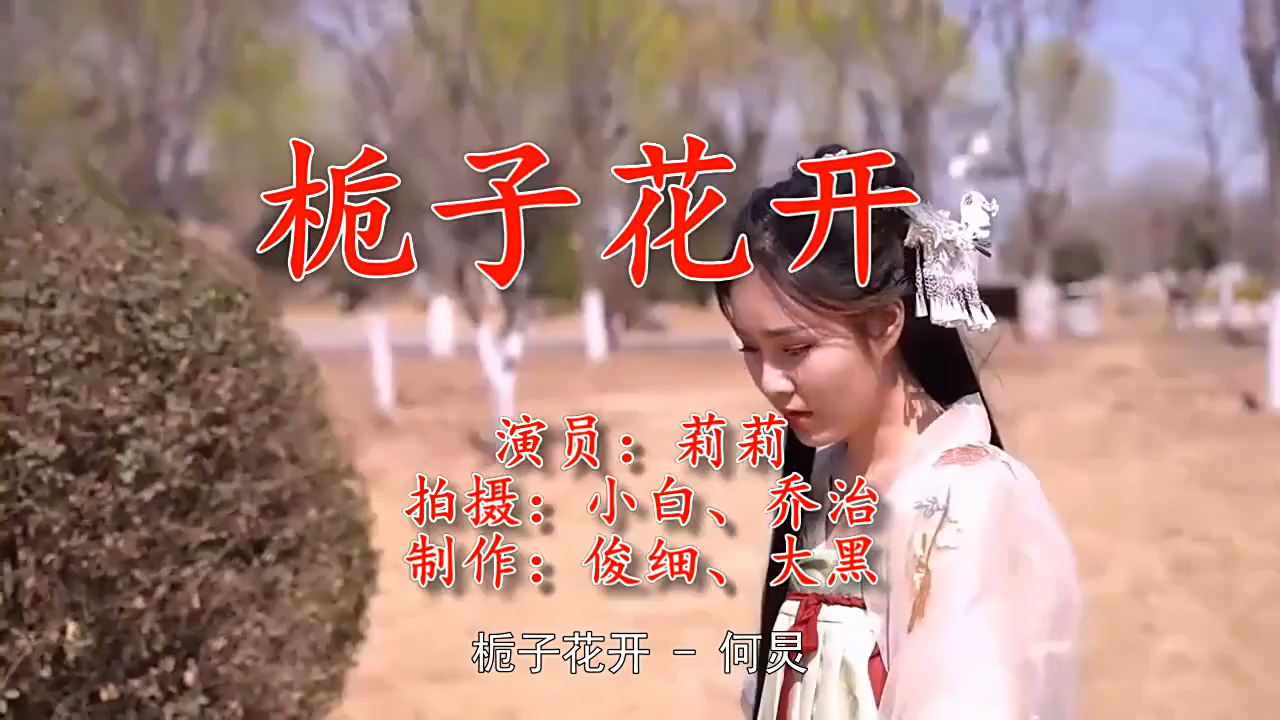 栀子花开
演员：莉莉
拍摄：小白、乔治
制作：俊细、大黑
栀子花开 - 何炅